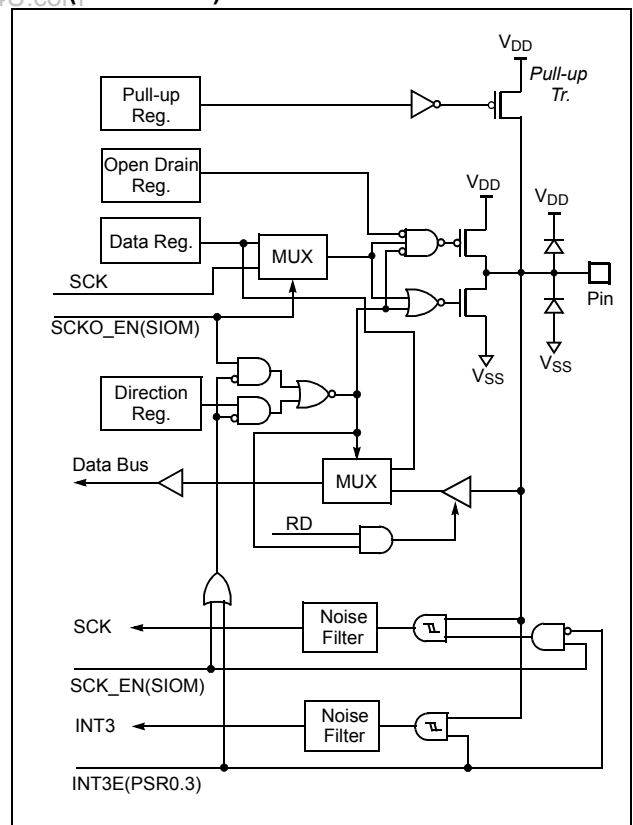 VDD
Pull-up
Tr.
Pull-up
Reg.
Open Drain
Reg.
VDD
VDD
Data Reg.
MUX
SCK
Pin
SCKO_EN(SIOM)
VSS
VSS
Direction
Reg.
Data Bus
MUX
RD
SCK
Noise
Filter
SCK_EN(SIOM)
INT3
Noise
Filter
INT3E(PSR0.3)